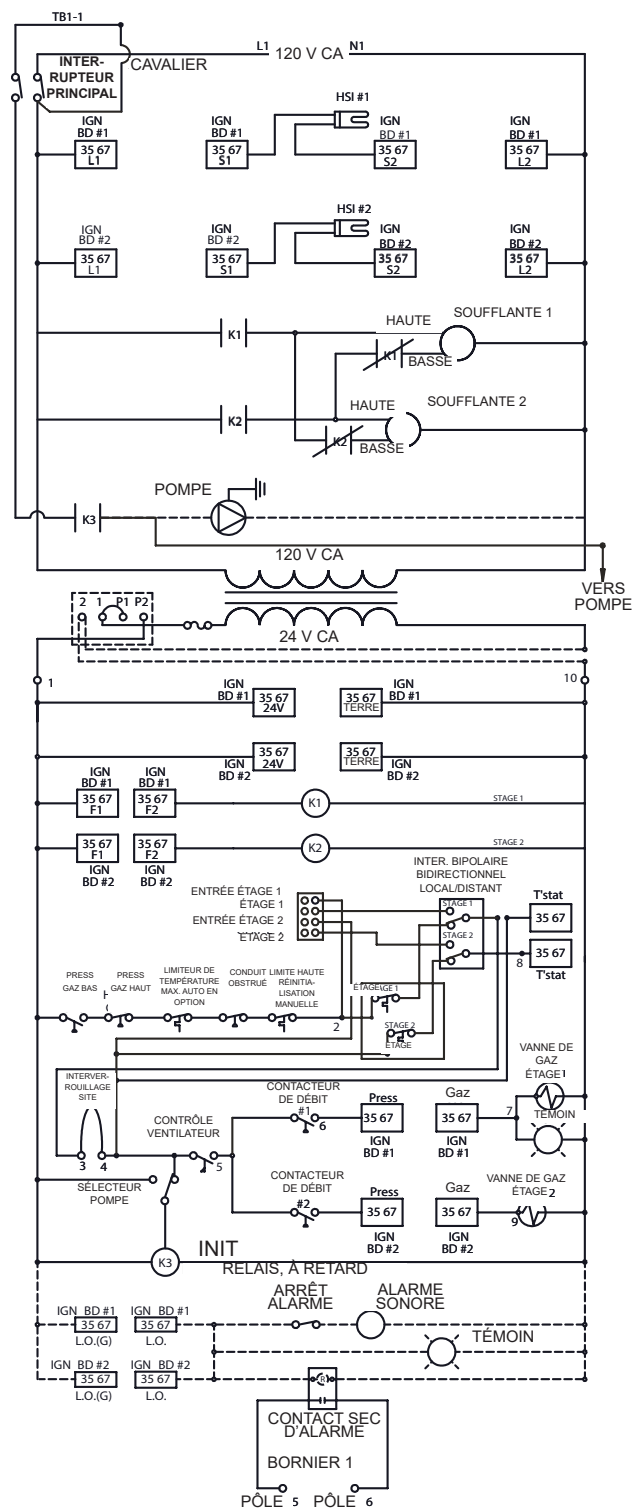 TB1-1
L1 120 V CA N1
INTER-
RUPTEUR
PRINCIPAL
CAVALIER
HSI #1
IGN
BD #1
35 67
L1
IGN
BD #1
35 67
S1
IGN
BD #1
35 67
S2
IGN
BD #1
35 67
L2
HSI #2
IGN
BD #2
35 67
L1
IGN
BD #2
35 67
S1
IGN
BD #2
35 67
S2
IGN
BD #2
35 67
L2
K1
HAUTE
SOUFFLANTE 1
K1
BASSE
K2
HAUTE
SOUFFLANTE 2
K2
BASSE
POMPE
K3
120 V CA
VERS
POMPE
2 1 P1 P2
24 V CA
1
10
IGN
BD #1
35 67
24V
35 67
TERRE
IGN
BD #1
35 67
24V
IGN
BD #2
35 67
TERRE
IGN
BD #2
IGN
BD #1
35 67
F1
IGN
BD #1
35 67
F2
K1
STAGE 1
35 67
F1
IGN
BD #2
35 67
F2
IGN
BD #2
K2
STAGE 2
INTER. BIPOLAIRE
BIDIRECTIONNEL
LOCAL/DISTANT
ENTRÉE ÉTAGE 1
ÉTAGE 1
ENTRÉE ÉTAGE 2
ÉTAGE 2
STAGE 1
STAGE 2
T'stat
35 67
35 67
T'stat
8
PRESS
GAZ BAS
PRESS
GAZ HAUT
LIMITEUR DE
TEMPÉRATURE
MAX. AUTO EN
OPTION
CONDUIT
OBSTRUÉ
LIMITE HAUTE
RÉINITIA-
LISATION
MANUELLE
2
ÉTAGE 1
STAGE 2
ÉTAGE
INTERVER-
ROUILLAGE
SITE
3 4
CONTRÔLE
VENTILATEUR
5
CONTACTEUR
DE DÉBIT
#1
6
Press
35 67
IGN
BD #1
Gaz
35 67
IGN
BD #1
7
VANNE DE
GAZ
ÉTAGE 1
TÉMOIN
SÉLECTEUR
POMPE
CONTACTEUR
DE DÉBIT
#2
Press
35 67
IGN
BD #2
Gaz
35 67
IGN
BD #2
VANNE DE GAZ
ÉTAGE 2
9
K3
INIT
RELAIS, À RETARD
IGN BD #1
35 67
L.O.(G)
IGN BD #1
35 67
L.O.
ARRÊT
ALARME
ALARME
SONORE
TÉMOIN
IGN BD #2
35 67
L.O.(G)
IGN BD #2
35 67
L.O.
R
CONTACT SEC
D'ALARME
BORNIER 1
PÔLE 5 PÔLE 6